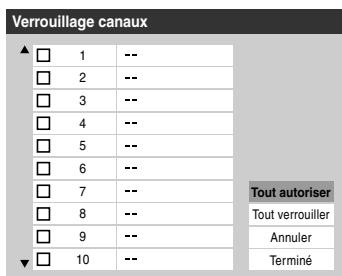 Verrouillage canaux
1 --
2 --
3 --
4 --
5 --
6 --
7 --
8 --
9 --
10 --
Tout autoriser
Tout verrouiller
Annuler
Terminé